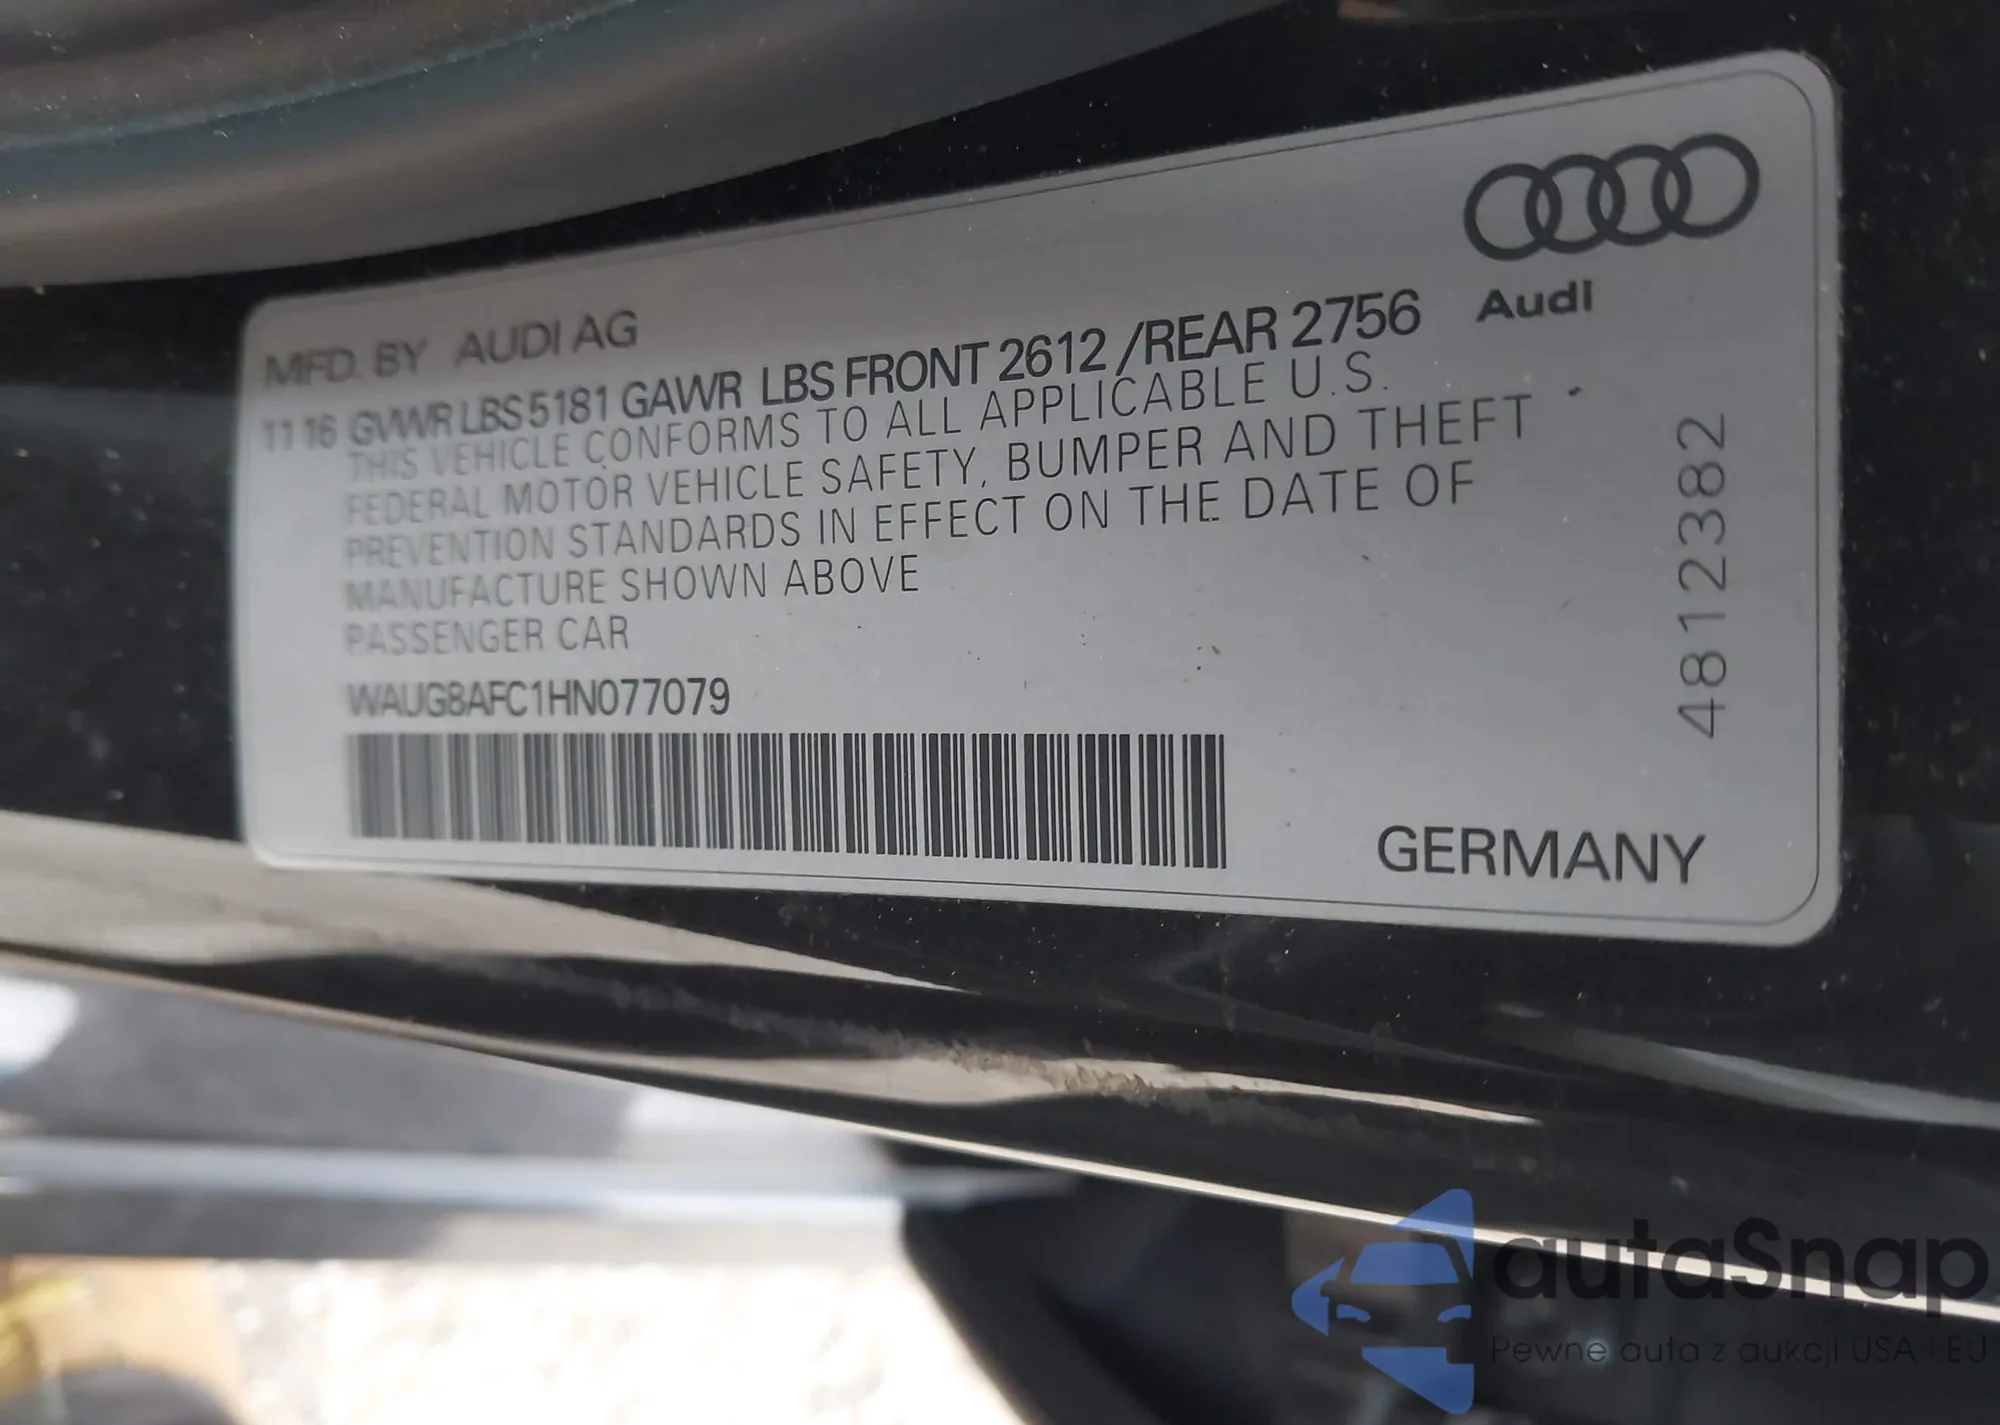 MFD. BY AUDI AG
11 16 GVWR LBS 5181 GAWR LBS FRONT 2612 /REAR 2756
THIS VEHICLE CONFORMS TO ALL APPLICABLE U.S.
FEDERAL MOTOR VEHICLE SAFETY, BUMPER AND THEFT
PREVENTION STANDARDS IN EFFECT ON THE DATE OF
MANUFACTURE SHOWN ABOVE
PASSENGER CAR
WAUG8AFC1HN077079
Audi
4812382
GERMANY
autaSnap
Pewne auta z aukcji USA i EU